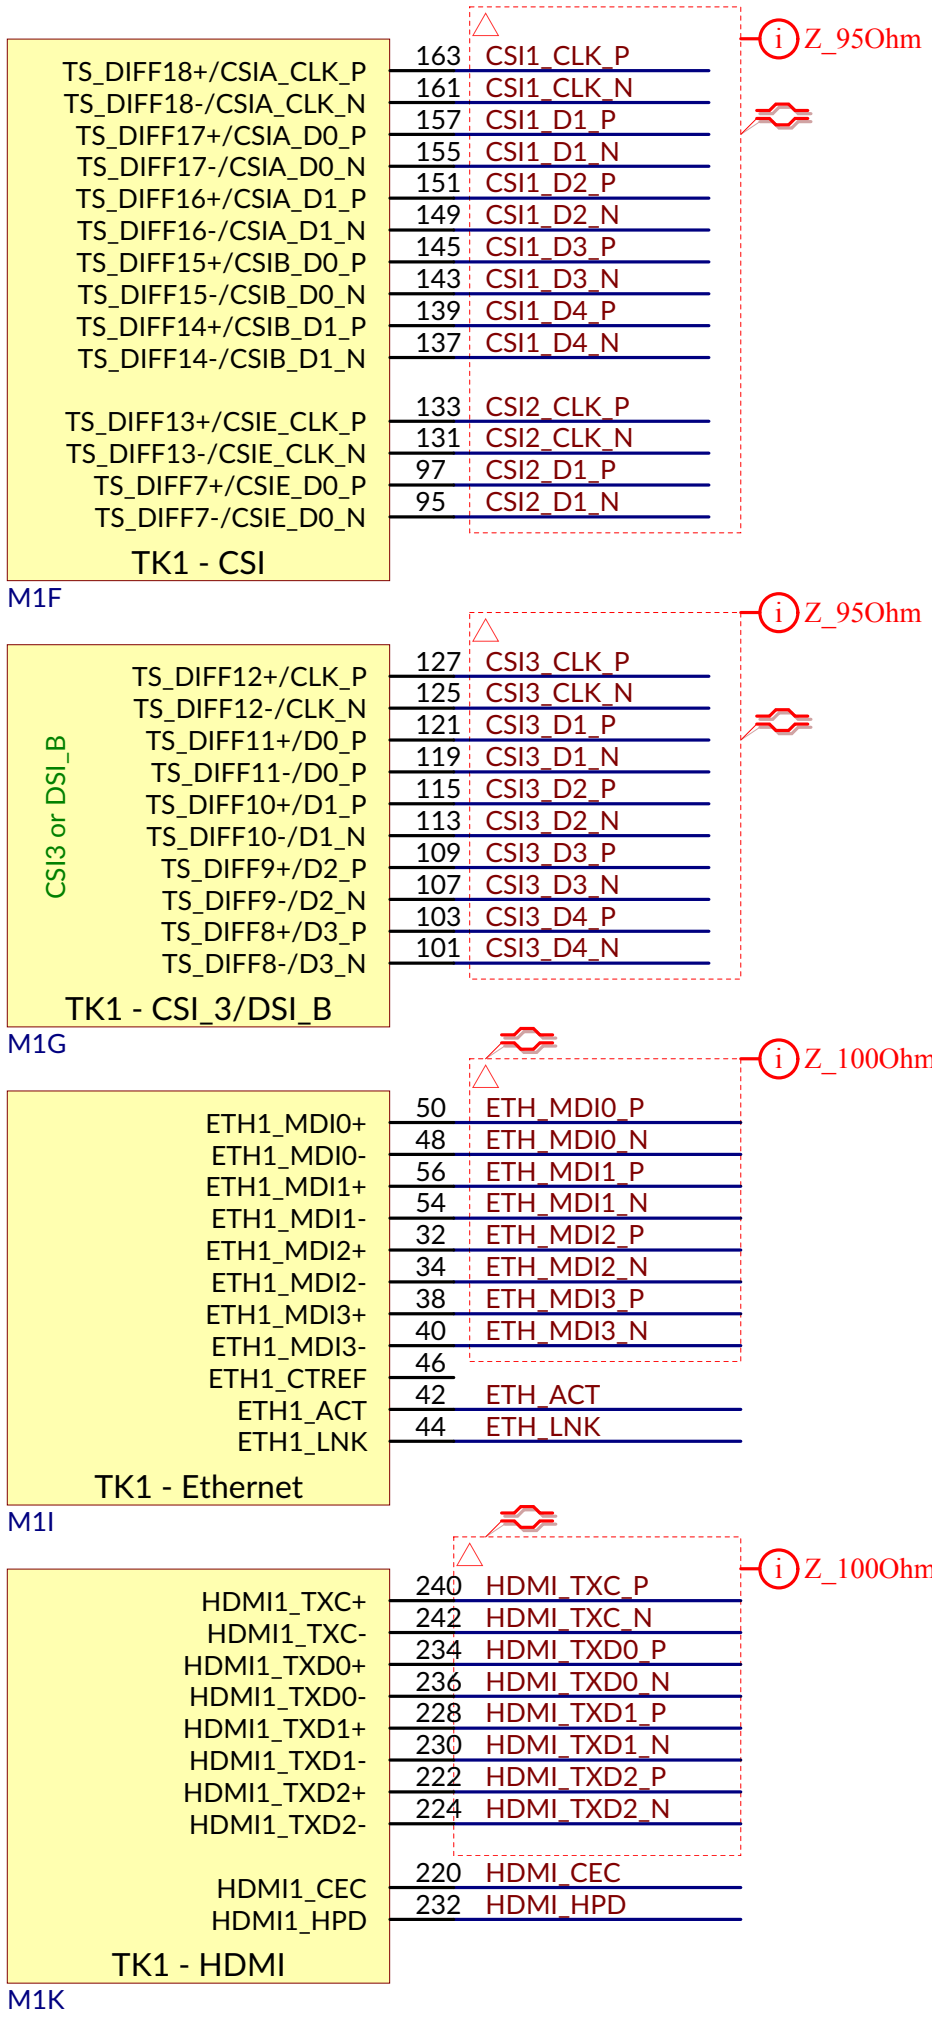 i Z_95Ohm
TS_DIFF18+/CSIA_CLK_P 163 CSI1_CLK_P
TS_DIFF18-/CSIA_CLK_N 161 CSI1_CLK_N
TS_DIFF17+/CSIA_D0_P 157 CSI1_D1_P
TS_DIFF17-/CSIA_D0_N 155 CSI1_D1_N
TS_DIFF16+/CSIA_D1_P 151 CSI1_D2_P
TS_DIFF16-/CSIA_D1_N 149 CSI1_D2_N
TS_DIFF15+/CSIB_D0_P 145 CSI1_D3_P
TS_DIFF15-/CSIB_D0_N 143 CSI1_D3_N
TS_DIFF14+/CSIB_D1_P 139 CSI1_D4_P
TS_DIFF14-/CSIB_D1_N 137 CSI1_D4_N
TS_DIFF13+/CSIE_CLK_P 133 CSI2_CLK_P
TS_DIFF13-/CSIE_CLK_N 131 CSI2_CLK_N
TS_DIFF7+/CSIE_D0_P 97 CSI2_D1_P
TS_DIFF7-/CSIE_D0_N 95 CSI2_D1_N
TK1 - CSI
M1F
i Z_95Ohm
TS_DIFF12+/CLK_P 127 CSI3_CLK_P
TS_DIFF12-/CLK_N 125 CSI3_CLK_N
TS_DIFF11+/D0_P 121 CSI3_D1_P
TS_DIFF11-/D0_P 119 CSI3_D1_N
TS_DIFF10+/D1_P 115 CSI3_D2_P
TS_DIFF10-/D1_N 113 CSI3_D2_N
TS_DIFF9+/D2_P 109 CSI3_D3_P
TS_DIFF9-/D2_N 107 CSI3_D3_N
TS_DIFF8+/D3_P 103 CSI3_D4_P
TS_DIFF8-/D3_N 101 CSI3_D4_N
CSI3 or DSI_B
TK1 - CSI_3/DSI_B
M1G
i Z_100Ohm
ETH1_MDI0+ 50 ETH_MDI0_P
ETH1_MDI0- 48 ETH_MDI0_N
ETH1_MDI1+ 56 ETH_MDI1_P
ETH1_MDI1- 54 ETH_MDI1_N
ETH1_MDI2+ 32 ETH_MDI2_P
ETH1_MDI2- 34 ETH_MDI2_N
ETH1_MDI3+ 38 ETH_MDI3_P
ETH1_MDI3- 40 ETH_MDI3_N
ETH1_CTREF 46
ETH1_ACT 42 ETH_ACT
ETH1_LNK 44 ETH_LNK
TK1 - Ethernet
M1I
i Z_100Ohm
HDMI1_TXC+ 240 HDMI_TXC_P
HDMI1_TXC- 242 HDMI_TXC_N
HDMI1_TXD0+ 234 HDMI_TXD0_P
HDMI1_TXD0- 236 HDMI_TXD0_N
HDMI1_TXD1+ 228 HDMI_TXD1_P
HDMI1_TXD1- 230 HDMI_TXD1_N
HDMI1_TXD2+ 222 HDMI_TXD2_P
HDMI1_TXD2- 224 HDMI_TXD2_N
HDMI1_CEC 220 HDMI_CEC
HDMI1_HPD 232 HDMI_HPD
TK1 - HDMI
M1K